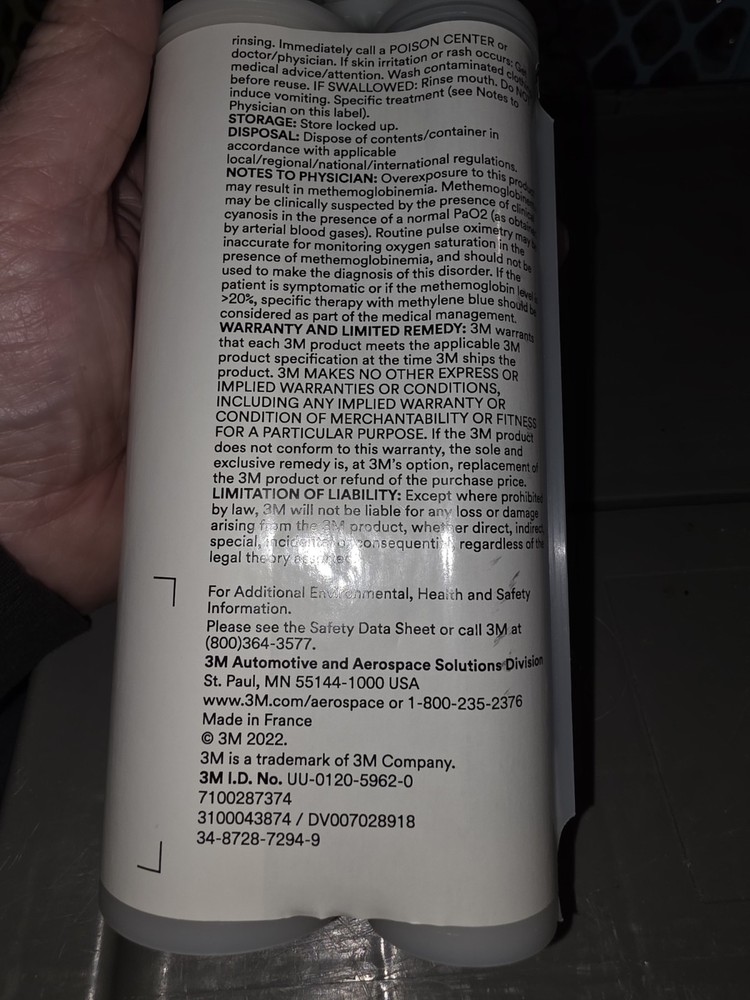 rinsing. Immediately call a POISON CENTER or
doctor/physician. If skin irritation or rash occurs: Get
medical advice/attention. Wash contaminated clothing
before reuse. IF SWALLOWED: Rinse mouth. Do NOT
induce vomiting. Specific treatment (see Notes to
Physician on this label).
STORAGE: Store locked up.
DISPOSAL: Dispose of contents/container in
accordance with applicable
local/regional/national/international regulations.
NOTES TO PHYSICIAN: Overexposure to this product
may result in methemoglobinemia. Methemoglobinemia
may be clinically suspected by the presence of clinical
cyanosis in the presence of a normal PaO2 (as obtained
by arterial blood gases). Routine pulse oximetry may be
inaccurate for monitoring oxygen saturation in the
presence of methemoglobinemia, and should not be
used to make the diagnosis of this disorder. If the
patient is symptomatic or if the methemoglobin level is
>20%, specific therapy with methylene blue should be
considered as part of the medical management.
WARRANTY AND LIMITED REMEDY: 3M warrants
that each 3M product meets the applicable 3M
product specification at the time 3M ships the
product. 3M MAKES NO OTHER EXPRESS OR
IMPLIED WARRANTIES OR CONDITIONS,
INCLUDING ANY IMPLIED WARRANTY OR
CONDITION OF MERCHANTABILITY OR FITNESS
FOR A PARTICULAR PURPOSE. If the 3M product
does not conform to this warranty, the sole and
exclusive remedy is, at 3M's option, replacement of
the 3M product or refund of the purchase price.
LIMITATION OF LIABILITY: Except where prohibited
by law, 3M will not be liable for any loss or damage
arising from the 3M product, whether direct, indirect,
special, incidental or consequential, regardless of the
legal theory asserted.
For Additional Environmental, Health and Safety
Information.
Please see the Safety Data Sheet or call 3M at
(800)364-3577.
3M Automotive and Aerospace Solutions Division
St. Paul, MN 55144-1000 USA
www.3M.com/aerospace or 1-800-235-2376
Made in France
© 3M 2022.
3M is a trademark of 3M Company.
3M I.D. No. UU-0120-5962-0
7100287374
3100043874 / DV007028918
34-8728-7294-9